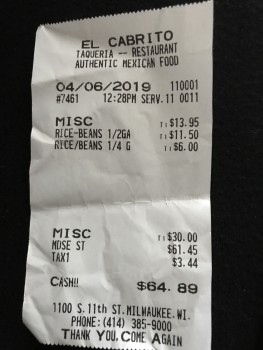 EL CABRITO
TAQUERIA -- RESTAURANT
AUTHENTIC MEXICAN FOOD
04/06/2019 110001
#7461 12:28PM SERV.11 0011
MISC T1$13.95
RICE-BEANS 1/2GA T1$11.50
RICE/BEANS 1/4 G T1$6.00
MISC T1$30.00
MDSE ST $61.45
TAX1 $3.44
CASH!! $64.89
1100 S.11th ST.MILWAUKEE.WI.
PHONE:(414) 385-9000
THANK YOU,COME AGAIN